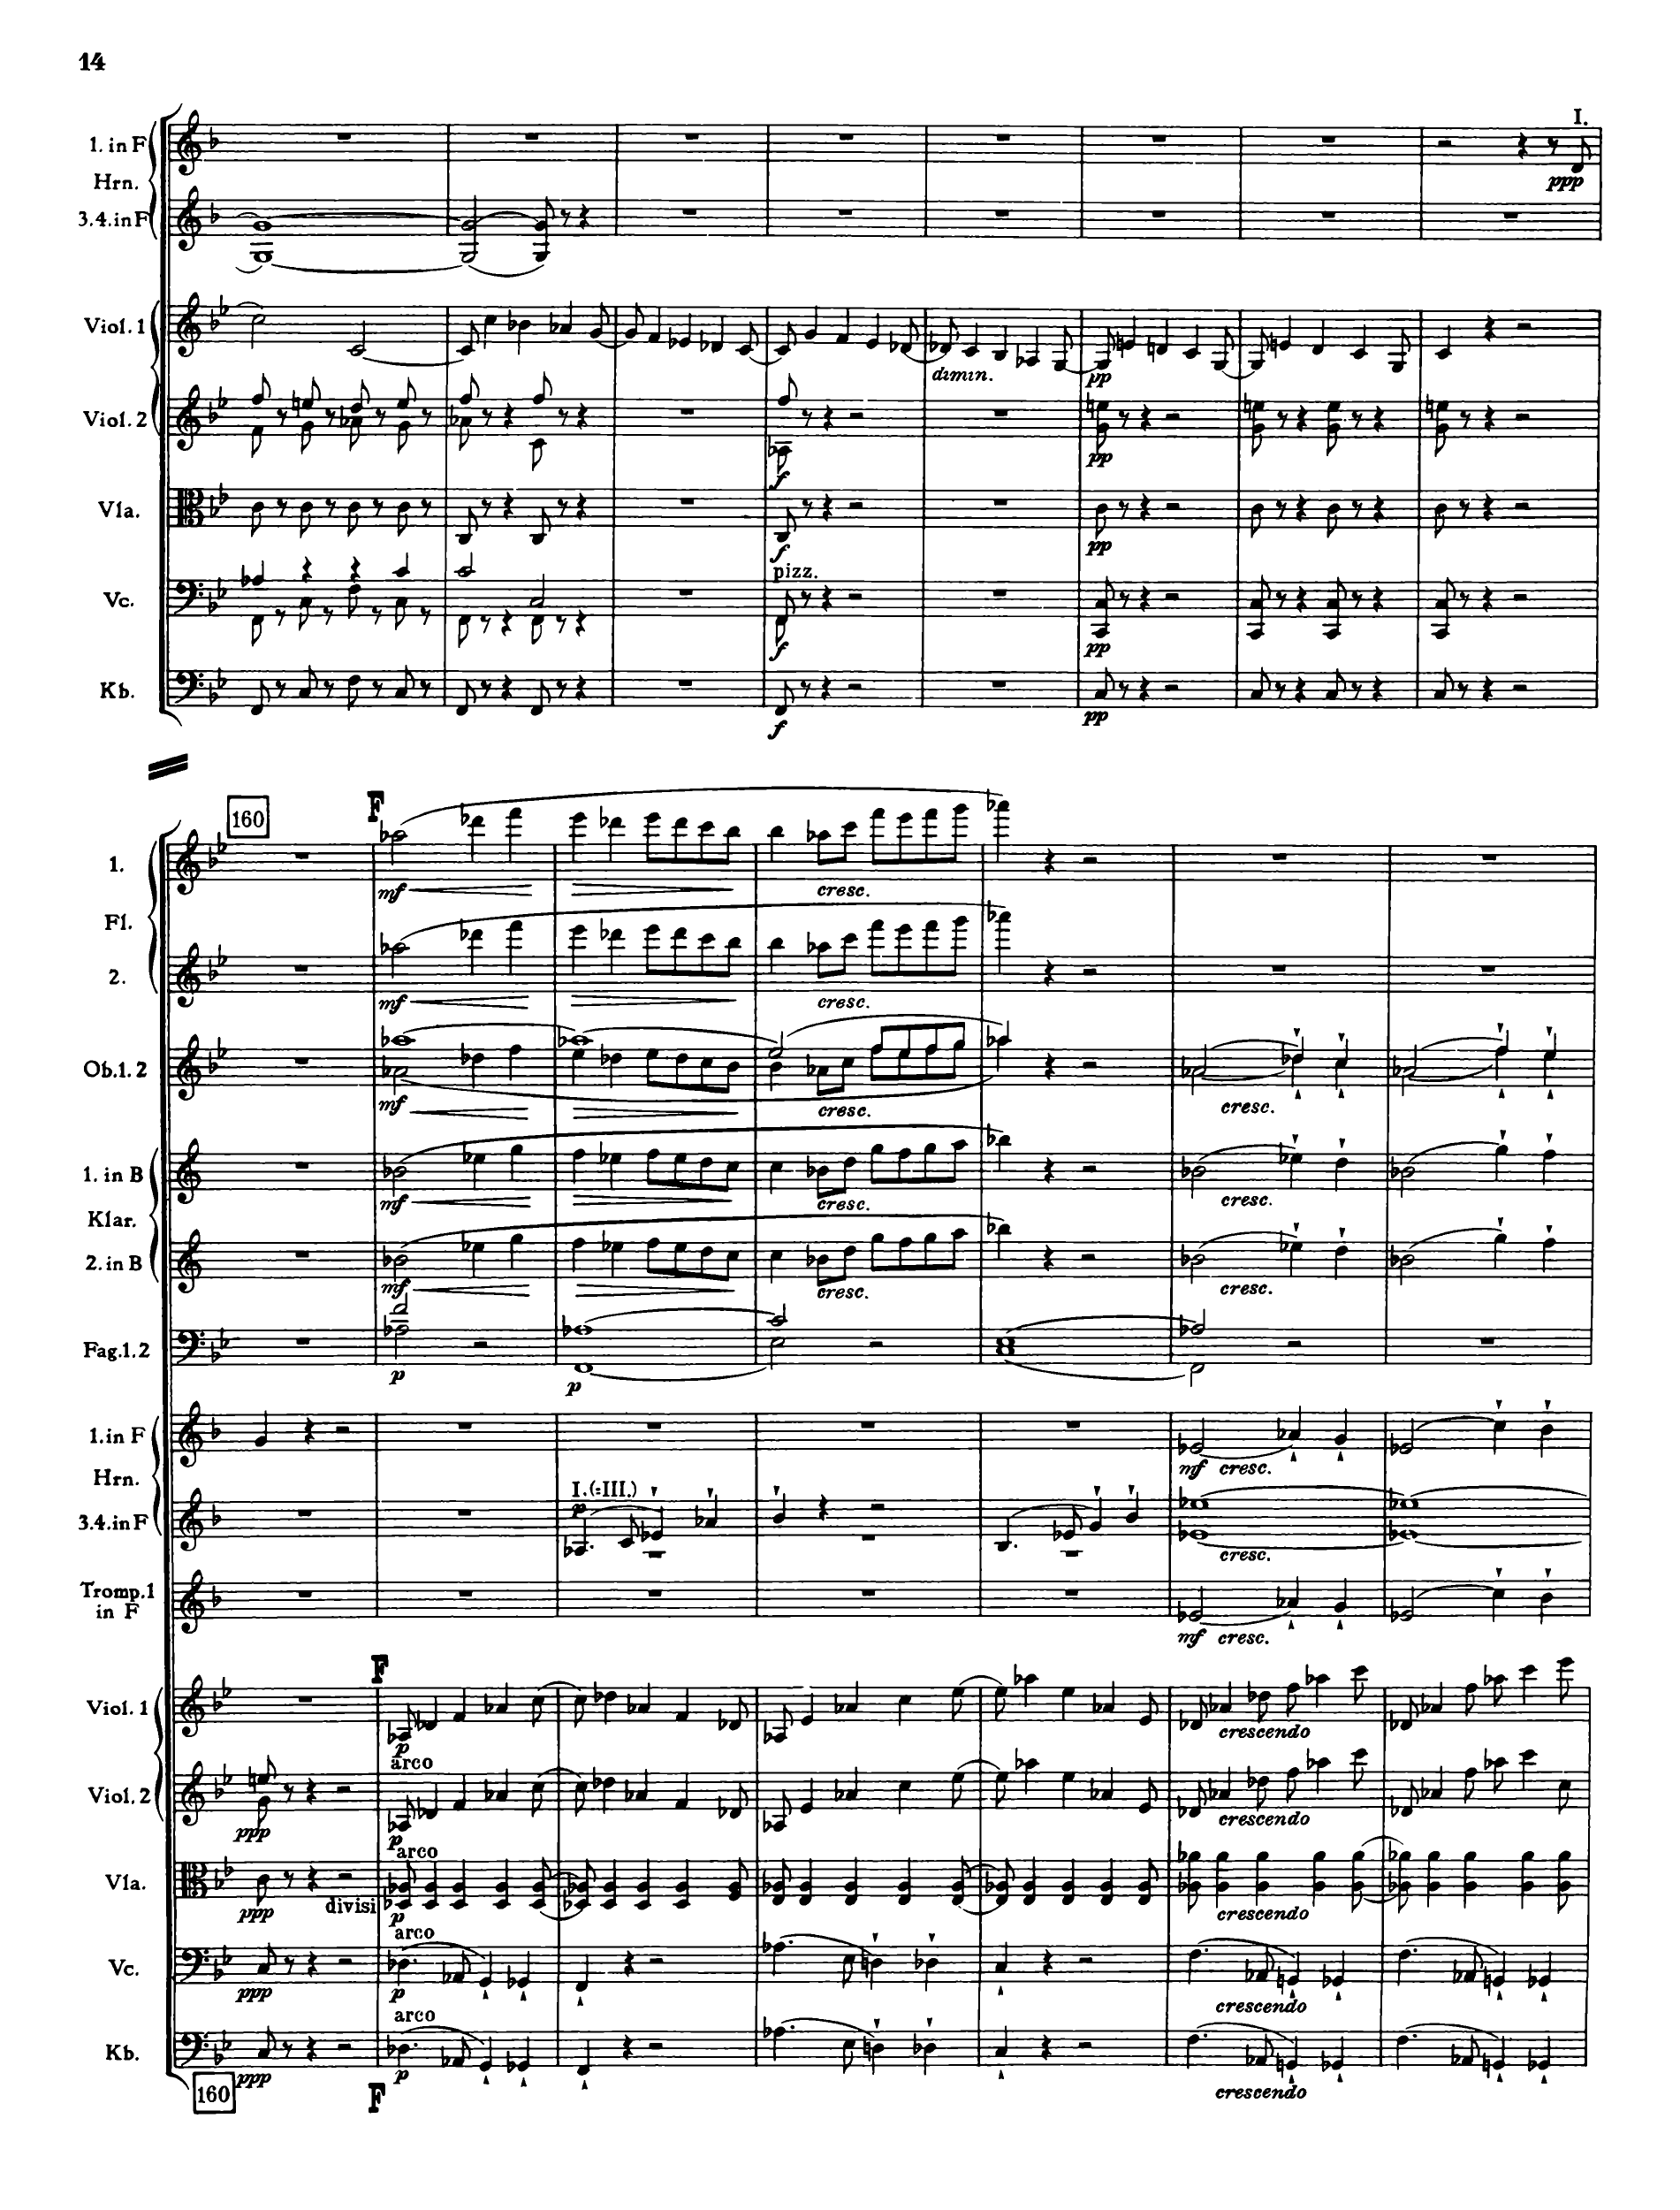 14
I.
1. in F
ppp
Hrn.
3.4. in F
Viol. 1
dimin.
pp
Viol. 2
f
pp
Vla.
f
pp
pizz.
Vc.
f
pp
Kb.
f
pp
160
F
1.
mf
cresc.
Fl.
2.
mf
cresc.
Ob.1.2
mf
cresc.
cresc.
1. in B
mf
cresc.
cresc.
Klar.
2. in B
mf
cresc.
cresc.
Fag.1.2
p
p
1. in F
mf cresc.
Hrn.
I.(=III.)
p
3.4. in F
cresc.
Tromp.1
in F
mf cresc.
F
Viol. 1
p
crescendo
arco
Viol. 2
ppp
p
crescendo
arco
Vla.
ppp
divisi
p
crescendo
arco
Vc.
ppp
p
crescendo
arco
Kb.
ppp
p
crescendo
160
F